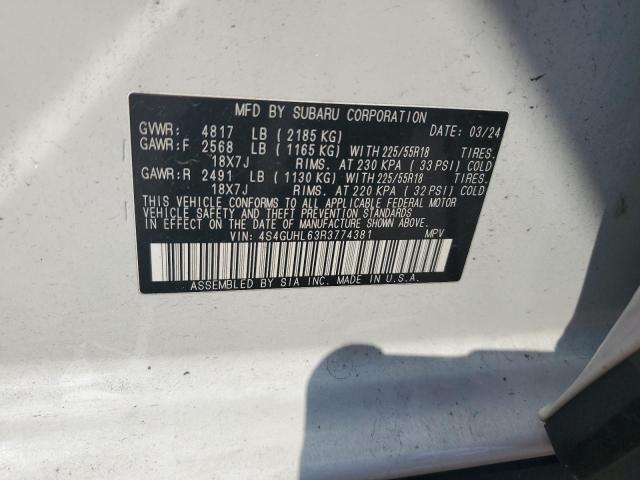 MFD BY SUBARU CORPORATION
GVWR: 4817 LB (2185 KG) DATE: 03/24
GAWR:F 2568 LB (1165 KG) WITH 225/55R18 TIRES.
18X7J RIMS. AT 230 KPA (33 PSI) COLD
GAWR:R 2491 LB (1130 KG) WITH 225/55R18 TIRES.
18X7J RIMS. AT 220 KPA (32 PSI) COLD
THIS VEHICLE CONFORMS TO ALL APPLICABLE FEDERAL MOTOR
VEHICLE SAFETY AND THEFT PREVENTION STANDARDS
IN EFFECT ON THE DATE OF MANUFACTURE SHOWN ABOVE.
VIN: 4S4GUHL63R3774381 MPV
ASSEMBLED BY SIA INC. MADE IN U.S.A.